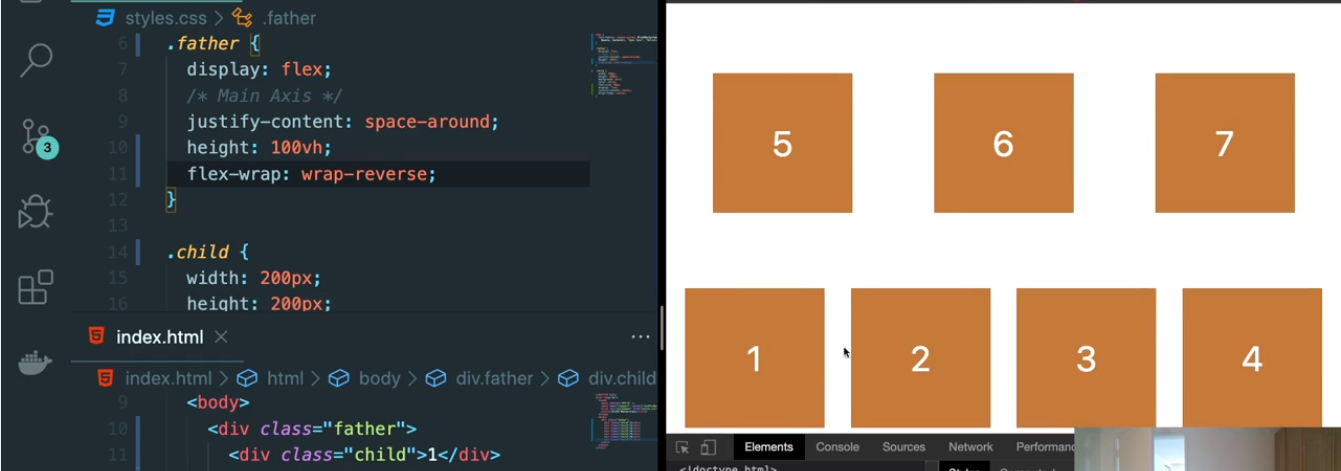 styles.css > .father
6 .father {
7 display: flex;
8 /* Main Axis */
9 justify-content: space-around;
10 height: 100vh;
11 flex-wrap: wrap-reverse;
12 }
13
14 .child {
15 width: 200px;
16 height: 200px;
3
index.html
index.html > html > body > div.father > div.child
9 <body>
10 <div class="father">
11 <div class="child">1</div>
5 6 7
1 2 3 4
Elements Console Sources Network Performanc
<!doctype html>